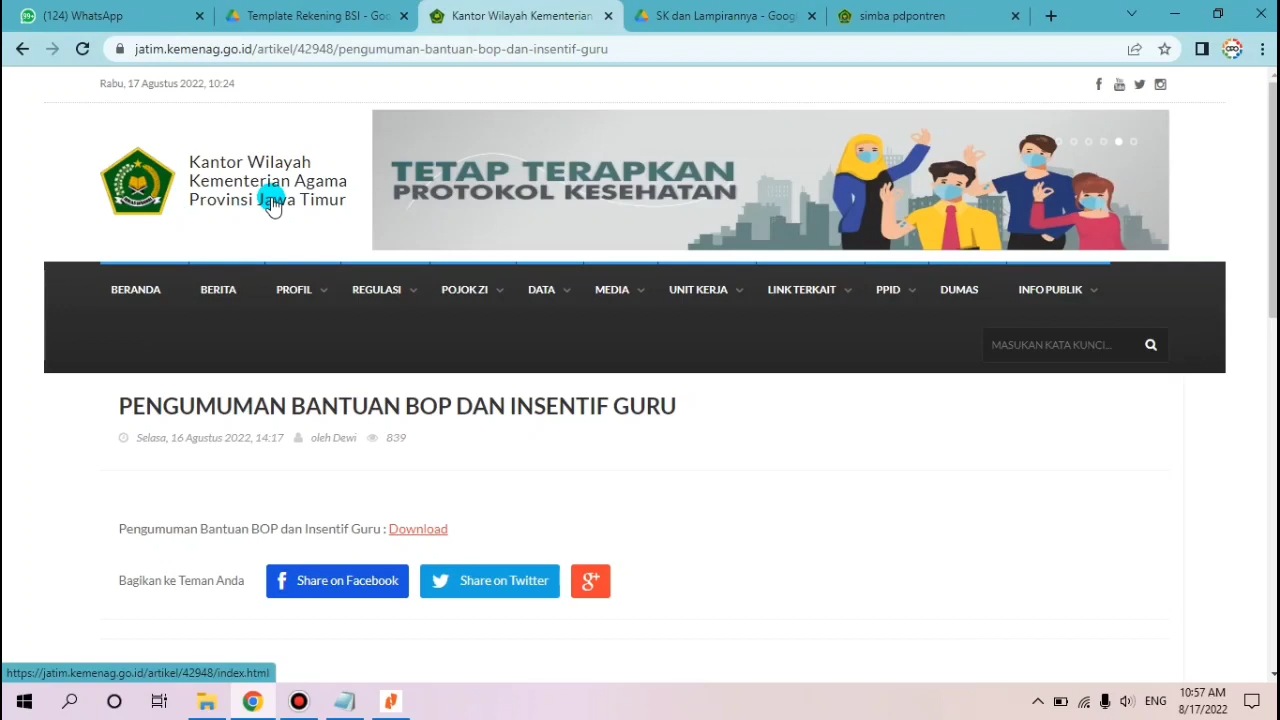 (124) WhatsApp
Template Rekening BSI - Goo
Kantor Wilayah Kementerian
SK dan Lampirannya - Googl
simba pdpontren
jatim.kemenag.go.id/artikel/42948/pengumuman-bantuan-bop-dan-insentif-guru
Rabu, 17 Agustus 2022, 10:24
Kantor Wilayah
Kementerian Agama
Provinsi Jawa Timur
TETAP TERAPKAN
PROTOKOL KESEHATAN
BERANDA BERITA PROFIL REGULASI POJOK ZI DATA MEDIA UNIT KERJA LINK TERKAIT PPID DUMAS INFO PUBLIK
MASUKAN KATA KUNCI...
PENGUMUMAN BANTUAN BOP DAN INSENTIF GURU
Selasa, 16 Agustus 2022, 14:17 oleh Dewi 839
Pengumuman Bantuan BOP dan Insentif Guru : Download
Bagikan ke Teman Anda Share on Facebook Share on Twitter g+
https://jatim.kemenag.go.id/artikel/42948/index.html
ENG
10:57 AM
8/17/2022